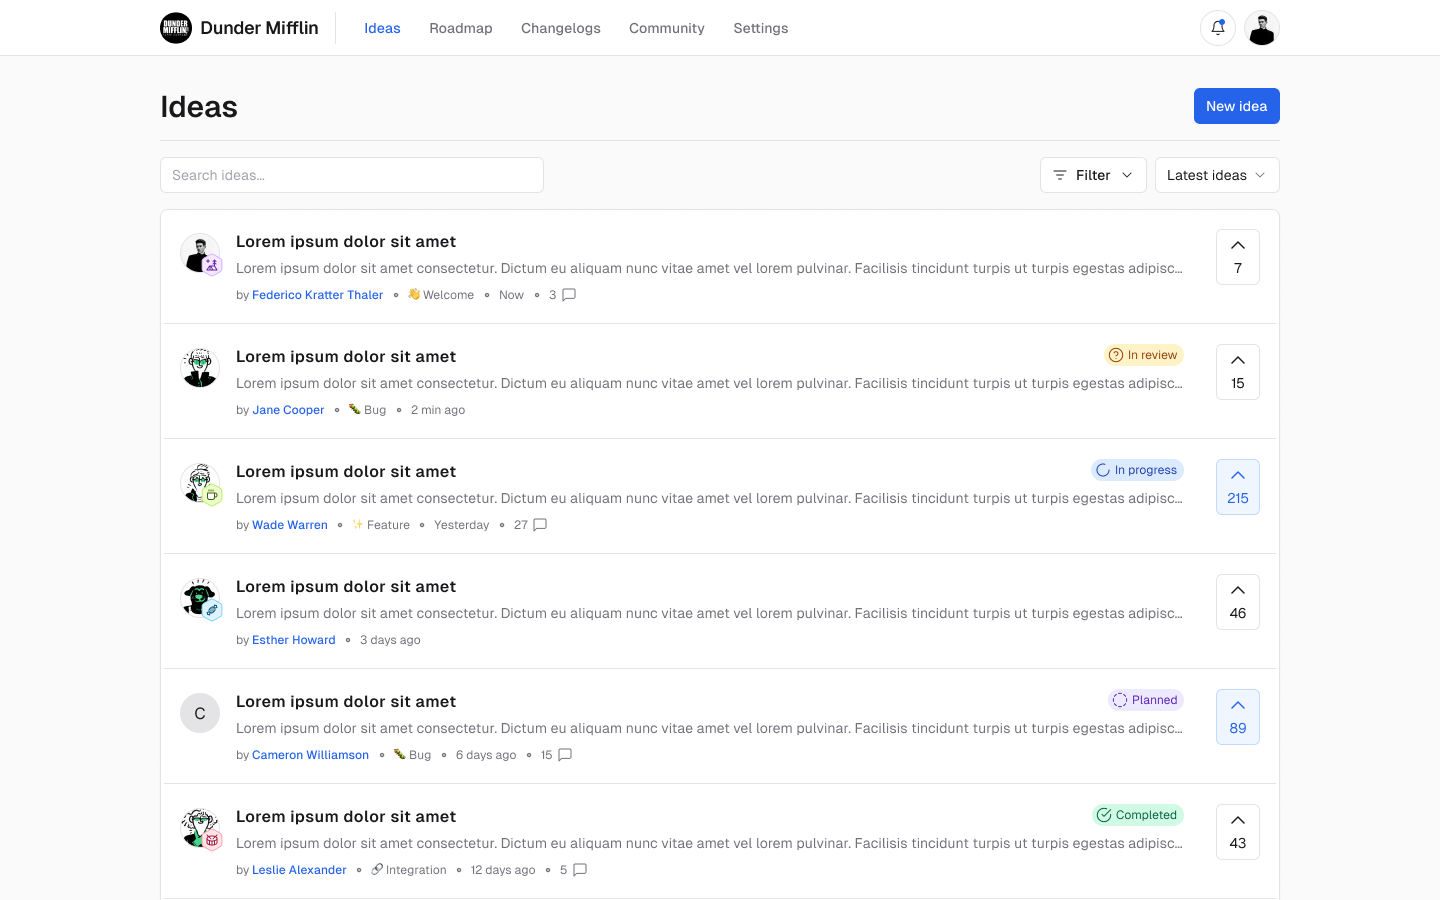 DUNDER MIFFLIN Dunder Mifflin Ideas Roadmap Changelogs Community Settings
Ideas New idea
Search ideas... Filter Latest ideas
Lorem ipsum dolor sit amet
Lorem ipsum dolor sit amet consectetur. Dictum eu aliquam nunc vitae amet vel lorem pulvinar. Facilisis tincidunt turpis ut turpis egestas adipisc...
by Federico Kratter Thaler • 👋 Welcome • Now • 3
7
Lorem ipsum dolor sit amet In review
Lorem ipsum dolor sit amet consectetur. Dictum eu aliquam nunc vitae amet vel lorem pulvinar. Facilisis tincidunt turpis ut turpis egestas adipisc...
by Jane Cooper • 🐛 Bug • 2 min ago
15
Lorem ipsum dolor sit amet In progress
Lorem ipsum dolor sit amet consectetur. Dictum eu aliquam nunc vitae amet vel lorem pulvinar. Facilisis tincidunt turpis ut turpis egestas adipisc...
by Wade Warren • ✨ Feature • Yesterday • 27
215
Lorem ipsum dolor sit amet
Lorem ipsum dolor sit amet consectetur. Dictum eu aliquam nunc vitae amet vel lorem pulvinar. Facilisis tincidunt turpis ut turpis egestas adipisc...
by Esther Howard • 3 days ago
46
C Lorem ipsum dolor sit amet Planned
Lorem ipsum dolor sit amet consectetur. Dictum eu aliquam nunc vitae amet vel lorem pulvinar. Facilisis tincidunt turpis ut turpis egestas adipisc...
by Cameron Williamson • 🐛 Bug • 6 days ago • 15
89
Lorem ipsum dolor sit amet Completed
Lorem ipsum dolor sit amet consectetur. Dictum eu aliquam nunc vitae amet vel lorem pulvinar. Facilisis tincidunt turpis ut turpis egestas adipisc...
by Leslie Alexander • 🔗 Integration • 12 days ago • 5
43